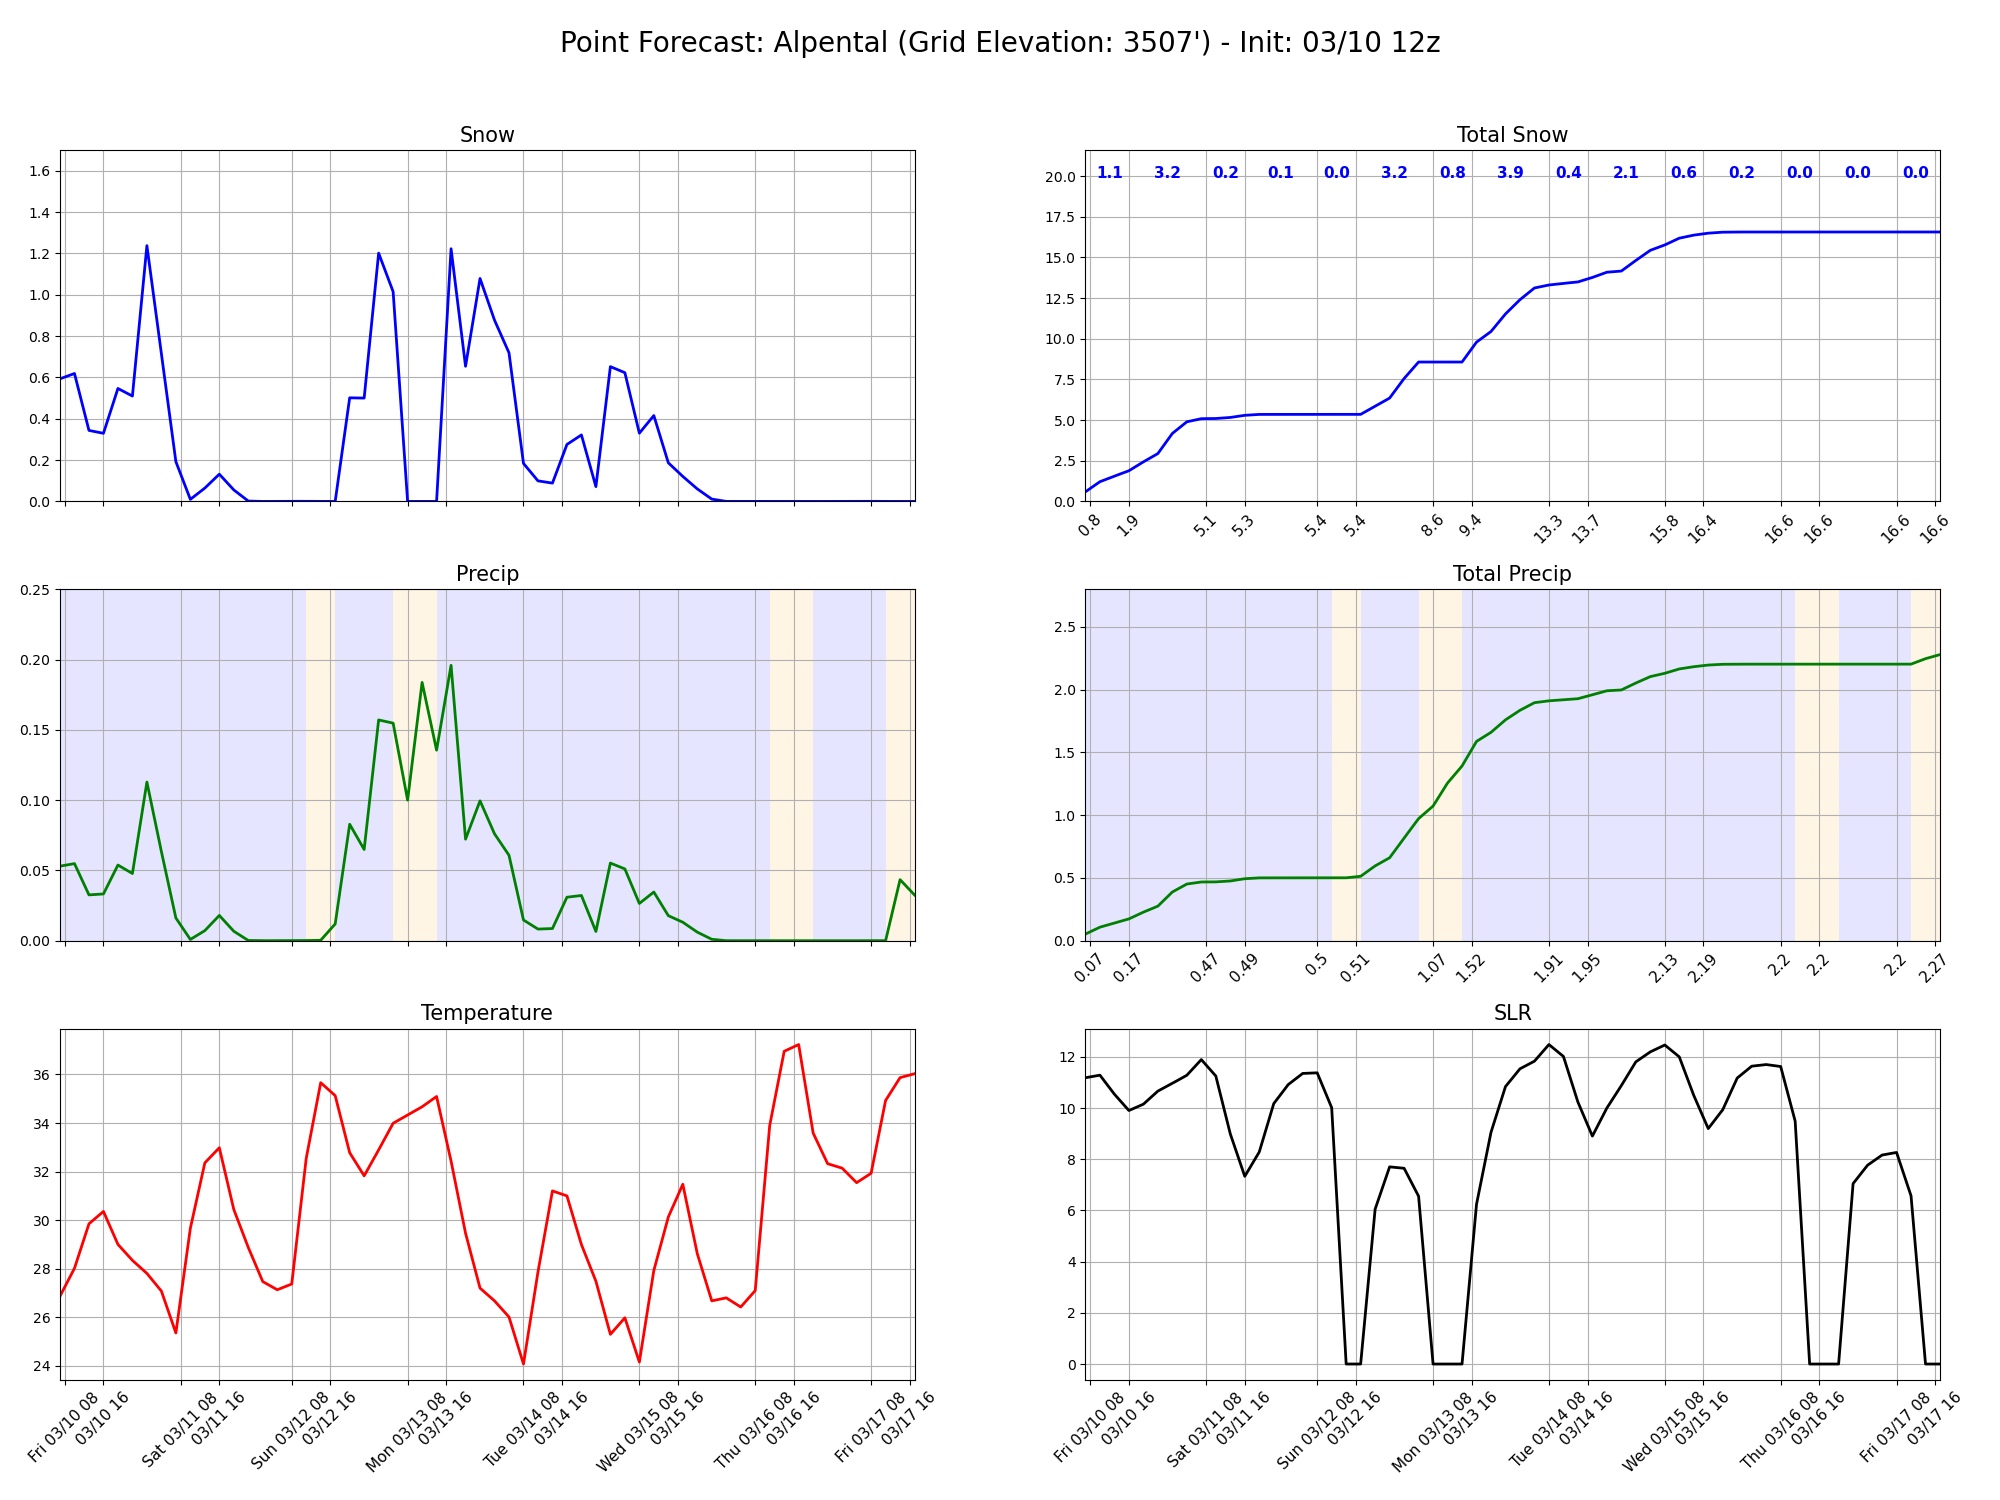 Point Forecast: Alpental (Grid Elevation: 3507') - Init: 03/10 12z
Snow
1.6
1.4
1.2
1.0
0.8
0.6
0.4
0.2
0.0
Total Snow
1.1 3.2 0.2 0.1 0.0 3.2 0.8 3.9 0.4 2.1 0.6 0.2 0.0 0.0 0.0
20.0
17.5
15.0
12.5
10.0
7.5
5.0
2.5
0.0
0.8 1.9 5.1 5.3 5.4 5.4 8.6 9.4 13.3 13.7 15.8 16.4 16.6 16.6 16.6 16.6
Precip
0.25
0.20
0.15
0.10
0.05
0.00
Total Precip
2.5
2.0
1.5
1.0
0.5
0.0
0.07 0.17 0.47 0.49 0.5 0.51 1.07 1.52 1.91 1.95 2.13 2.19 2.2 2.2 2.2 2.27
Temperature
36
34
32
30
28
26
24
Fri 03/10 08
03/10 16
Sat 03/11 08
03/11 16
Sun 03/12 08
03/12 16
Mon 03/13 08
03/13 16
Tue 03/14 08
03/14 16
Wed 03/15 08
03/15 16
Thu 03/16 08
03/16 16
Fri 03/17 08
03/17 16
SLR
12
10
8
6
4
2
0
Fri 03/10 08
03/10 16
Sat 03/11 08
03/11 16
Sun 03/12 08
03/12 16
Mon 03/13 08
03/13 16
Tue 03/14 08
03/14 16
Wed 03/15 08
03/15 16
Thu 03/16 08
03/16 16
Fri 03/17 08
03/17 16